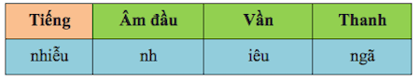 Tiếng Âm đầu Vần Thanh
nhiễu nh iêu ngã